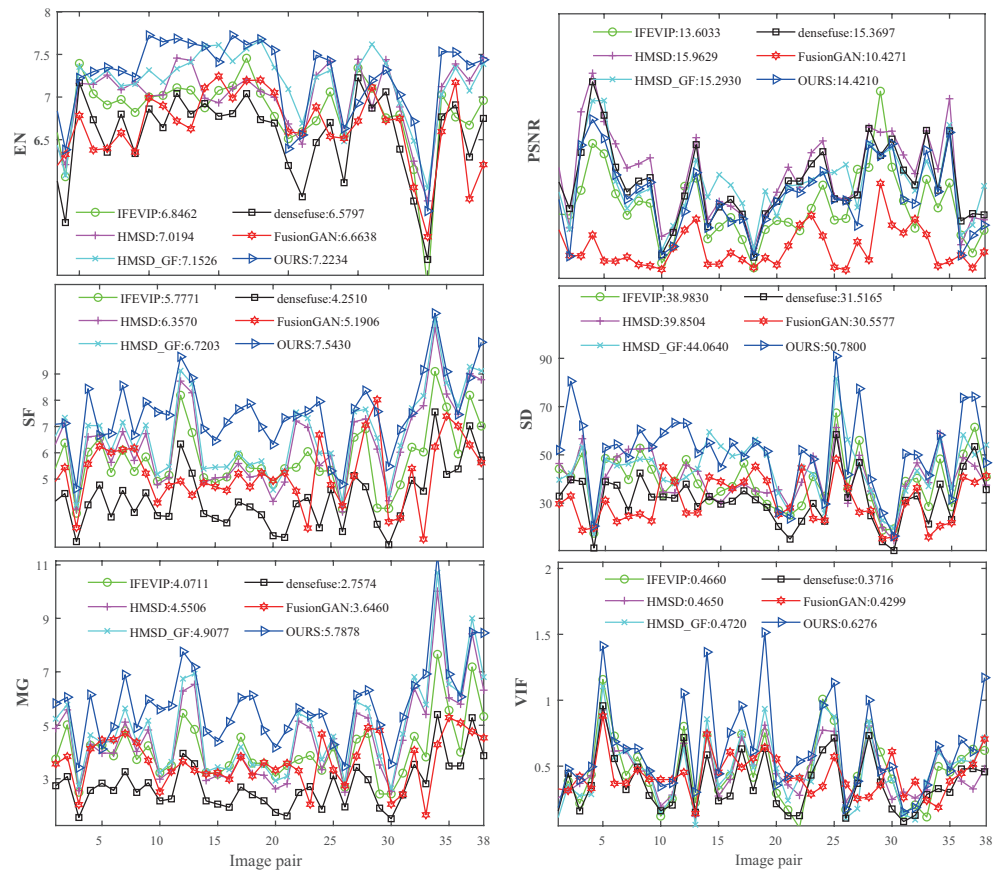 8
7.5
7
6.5
EN
IFEVIP:6.8462
HMSD:7.0194
HMSD_GF:7.1526
densefuse:6.5797
FusionGAN:6.6638
OURS:7.2234
PSNR
IFEVIP:13.6033
HMSD:15.9629
HMSD_GF:15.2930
densefuse:15.3697
FusionGAN:10.4271
OURS:14.4210
9
8
7
6
5
SF
IFEVIP:5.7771
HMSD:6.3570
HMSD_GF:6.7203
densefuse:4.2510
FusionGAN:5.1906
OURS:7.5430
90
70
50
30
SD
IFEVIP:38.9830
HMSD:39.8504
HMSD_GF:44.0640
densefuse:31.5165
FusionGAN:30.5577
OURS:50.7800
11
9
7
5
3
MG
IFEVIP:4.0711
HMSD:4.5506
HMSD_GF:4.9077
densefuse:2.7574
FusionGAN:3.6460
OURS:5.7878
5 10 15 20 25 30 35 38
Image pair
2
1.5
1
0.5
VIF
IFEVIP:0.4660
HMSD:0.4650
HMSD_GF:0.4720
densefuse:0.3716
FusionGAN:0.4299
OURS:0.6276
5 10 15 20 25 30 35 38
Image pair